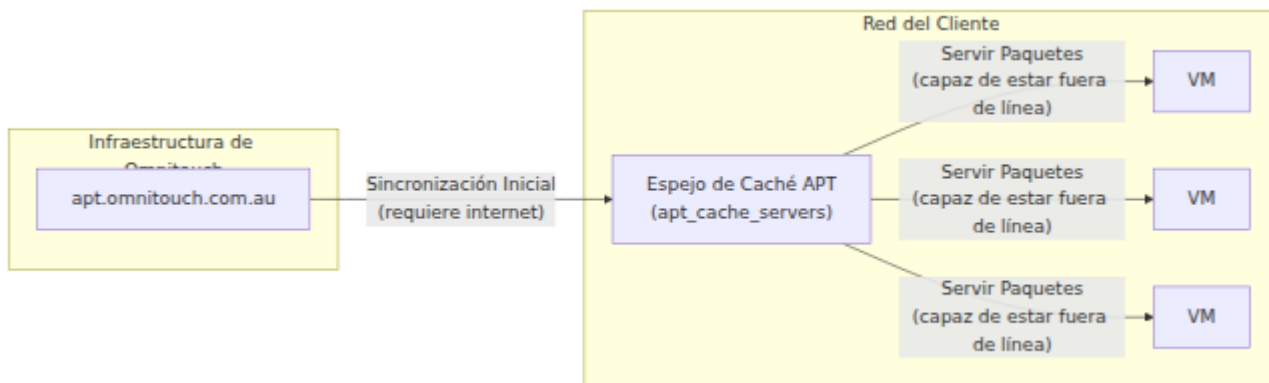 Infraestructura de
Omnitouch
apt.omnitouch.com.au
Sincronización Inicial
(requiere internet)
Red del Cliente
Espejo de Caché APT
(apt_cache_servers)
Servir Paquetes
(capaz de estar fuera
de línea)
VM
Servir Paquetes
(capaz de estar fuera
de línea)
VM
Servir Paquetes
(capaz de estar fuera
de línea)
VM